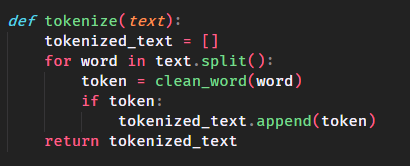 def tokenize(text):
    tokenized_text = []
    for word in text.split():
        token = clean_word(word)
        if token:
            tokenized_text.append(token)
    return tokenized_text